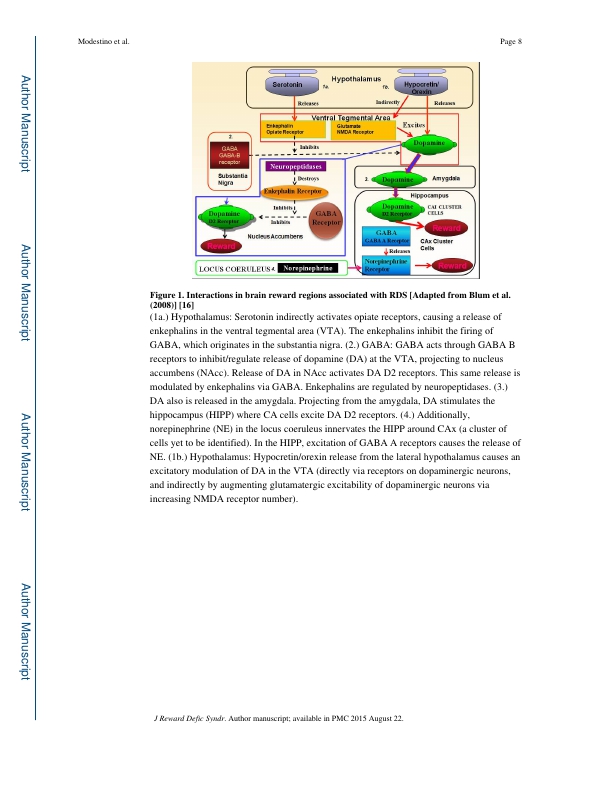 Modestino et al.
Page 8
Author Manuscript
Author Manuscript
Author Manuscript
Author Manuscript
Hypothalamus
Serotonin
1a.
1b.
Hypocretin/
Oraxin
Releases
Indirectly
Releases
Ventral Tegmental Area
Enkephalin
Opiate Receptor
Glutamate
NMDA Receptor
Excites
2.
GABA
GABA-B
receptor
Inhibits
Dopamine
Neuropeptidases
Substantia
Nigra
Destroys
3.
Dopamine
Amygdala
Enkephalin Receptor
Hippocampus
Dopamine
D2 Receptor
Inhibits
Inhibits
GABA
Receptor
Dopamine
D2 Receptor
CA1 CLUSTER
CELLS
Reward
Nucleus Accumbens
Reward
GABA
GABAA Receptor
CAx Cluster
Cells
Releases
LOCUS COERULEUS 4.
Norepinephrine
Norepinephrine
Receptor
Reward
Figure 1. Interactions in brain reward regions associated with RDS [Adapted from Blum et al.
(2008)] [16]
(1a.) Hypothalamus: Serotonin indirectly activates opiate receptors, causing a release of
enkephalins in the ventral tegmental area (VTA). The enkephalins inhibit the firing of
GABA, which originates in the substantia nigra. (2.) GABA: GABA acts through GABA B
receptors to inhibit/regulate release of dopamine (DA) at the VTA, projecting to nucleus
accumbens (NAcc). Release of DA in NAcc activates DA D2 receptors. This same release is
modulated by enkephalins via GABA. Enkephalins are regulated by neuropeptidases. (3.)
DA also is released in the amygdala. Projecting from the amygdala, DA stimulates the
hippocampus (HIPP) where CA cells excite DA D2 receptors. (4.) Additionally,
norepinephrine (NE) in the locus coeruleus innervates the HIPP around CAx (a cluster of
cells yet to be identified). In the HIPP, excitation of GABA A receptors causes the release of
NE. (1b.) Hypothalamus: Hypocretin/orexin release from the lateral hypothalamus causes an
excitatory modulation of DA in the VTA (directly via receptors on dopaminergic neurons,
and indirectly by augmenting glutamatergic excitability of dopaminergic neurons via
increasing NMDA receptor number).
J Reward Defic Syndr. Author manuscript; available in PMC 2015 August 22.